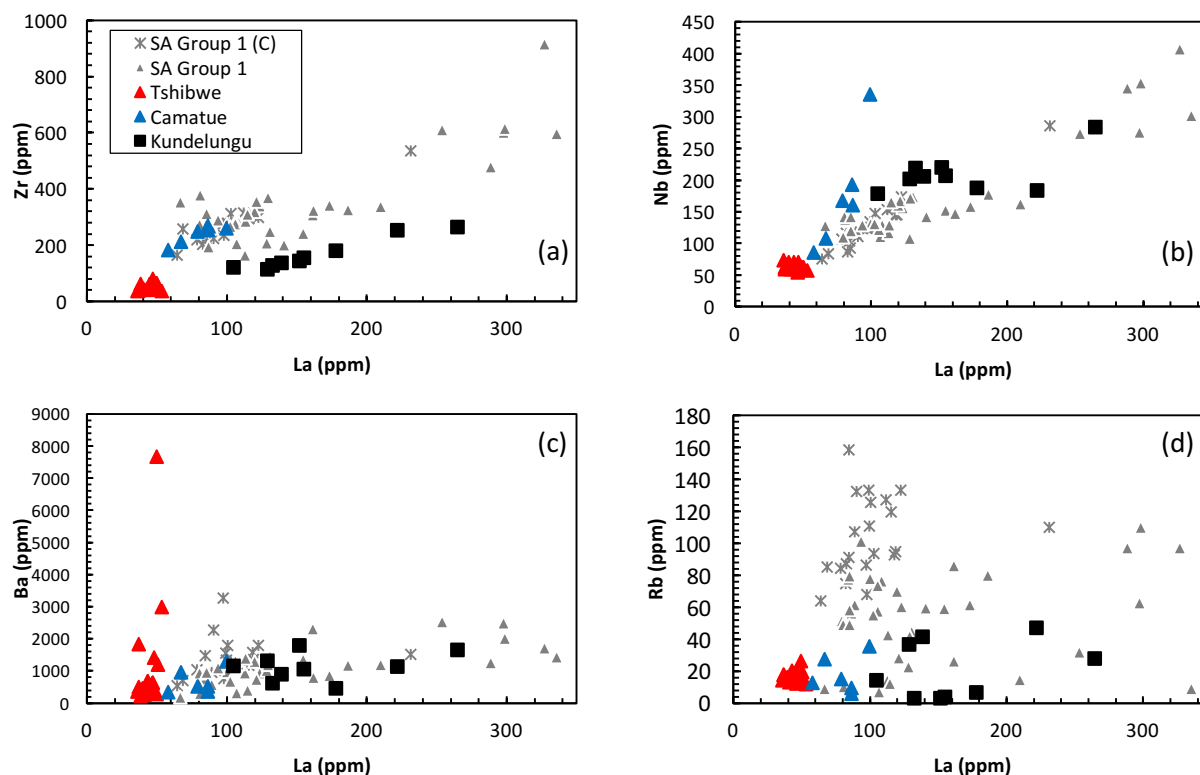 1000
800
600
400
200
0
Zr (ppm)
SA Group 1 (C)
SA Group 1
Tshibwe
Camatue
Kundelungu
(a)
0 100 200 300
La (ppm)
450
400
350
300
250
200
150
100
50
0
Nb (ppm)
(b)
0 100 200 300
La (ppm)
9000
8000
7000
6000
5000
4000
3000
2000
1000
0
Ba (ppm)
(c)
0 100 200 300
La (ppm)
180
160
140
120
100
80
60
40
20
0
Rb (ppm)
(d)
0 100 200 300
La (ppm)